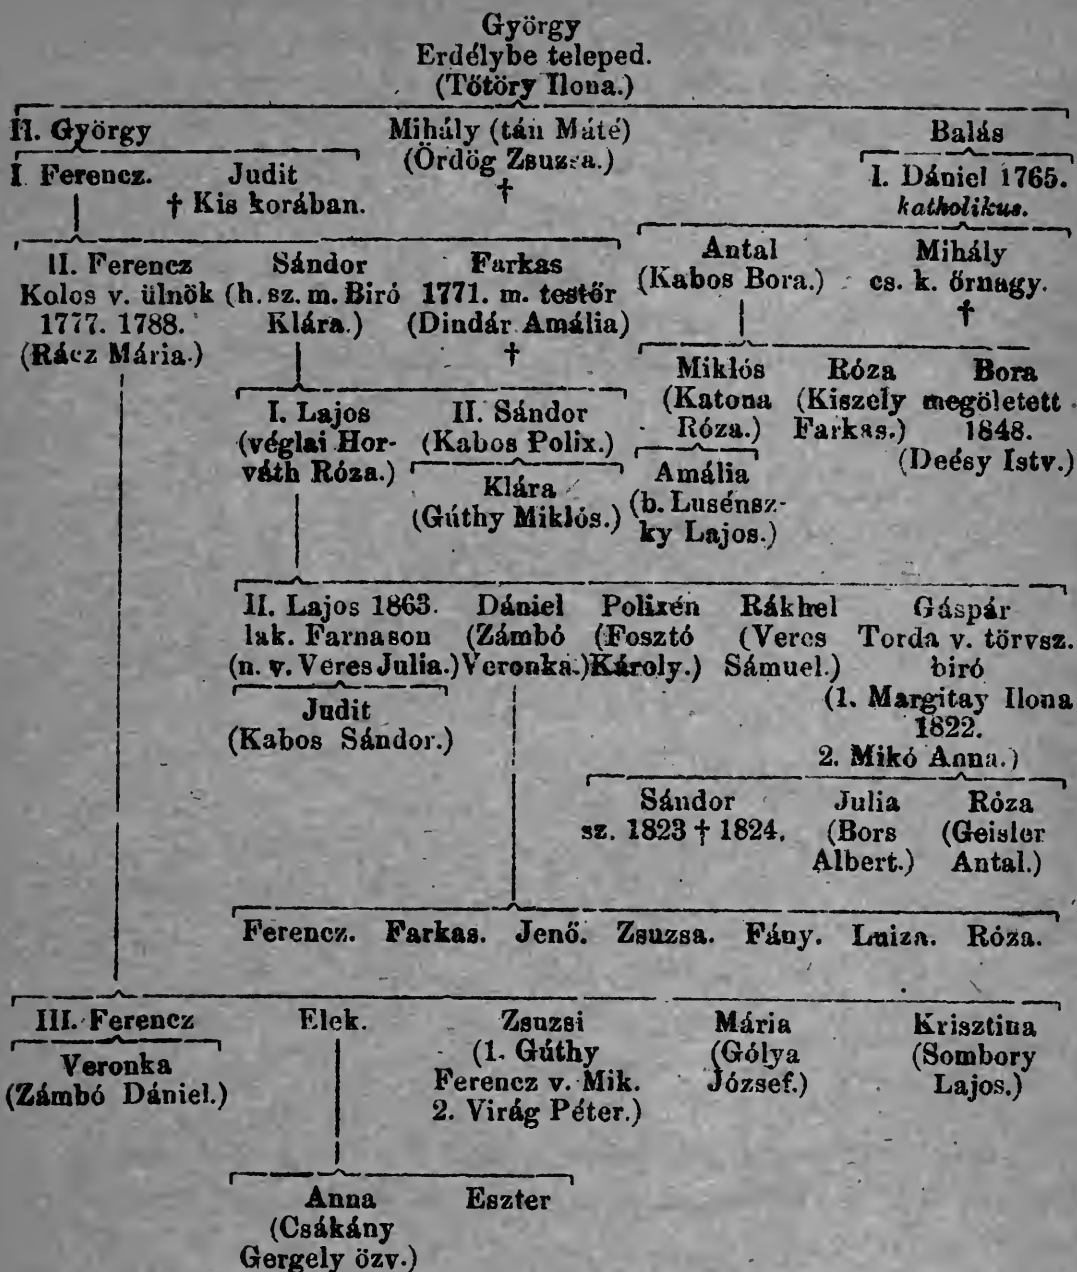 György
Erdélybe teleped.
(Tőtöry Ilona.)
II. György Mihály (tán Máté) Balás
(Ördög Zsuzsa.)
†
I. Ferencz. Judit I. Dániel 1765.
† Kis korában. katholikus.
II. Ferencz Sándor Farkas Antal Mihály
Kolos v. ülnök (h. sz. m. Biró 1771. m. testőr (Kabos Bora.) cs. k. őrnagy.
1777. 1788. Klára.) (Dindár Amália) †
(Rácz Mária.) †
Miklós Róza Bora
(Katona (Kiszely megöletett
Róza.) Farkas.) 1848.
(Deésy Istv.)
I. Lajos II. Sándor
(véglai Hor- (Kabos Polix.)
váth Róza.)
Klára Amália
(Gúthy Miklós.) (b. Lusénsz-
ky Lajos.)
II. Lajos 1863. Dániel Polixén Rákhel Gáspár
lak. Farnason (Zámbó (Fosztó (Veres Torda v. törvsz.
(n. v. Veres Julia.) Veronka.) Károly.) Sámuel.) biró
(1. Margitay Ilona
1822.
2. Mikó Anna.)
Judit
(Kabos Sándor.)
Sándor Julia Róza
sz. 1823 † 1824. (Bors (Geisler
Albert.) Antal.)
Ferencz. Farkas. Jenő. Zsuzsa. Fány. Luiza. Róza.
III. Ferencz Elek. Zsuzsi Mária Krisztina
(1. Gúthy (Gólya (Sombory
Ferencz v. Mik. József.) Lajos.)
2. Virág Péter.)
Veronka
(Zámbó Dániel.)
Anna Eszter
(Csákány
Gergely özv.)